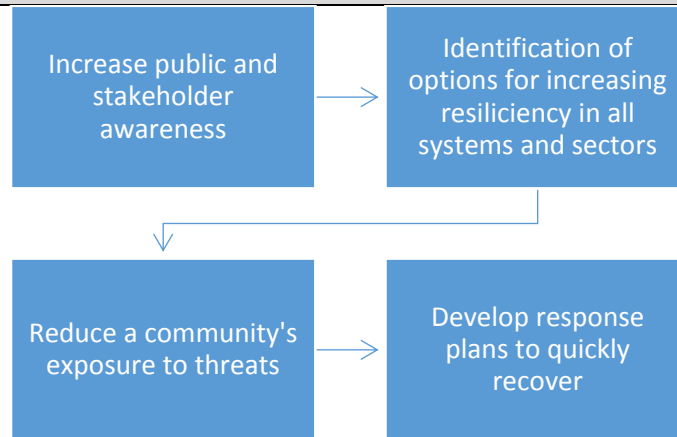 Increase public and
stakeholder
awareness
Identification of
options for increasing
resiliciency in all
systems and sectors
Reduce a community's
exposure to threats
Develop response
plans to quickly
recover